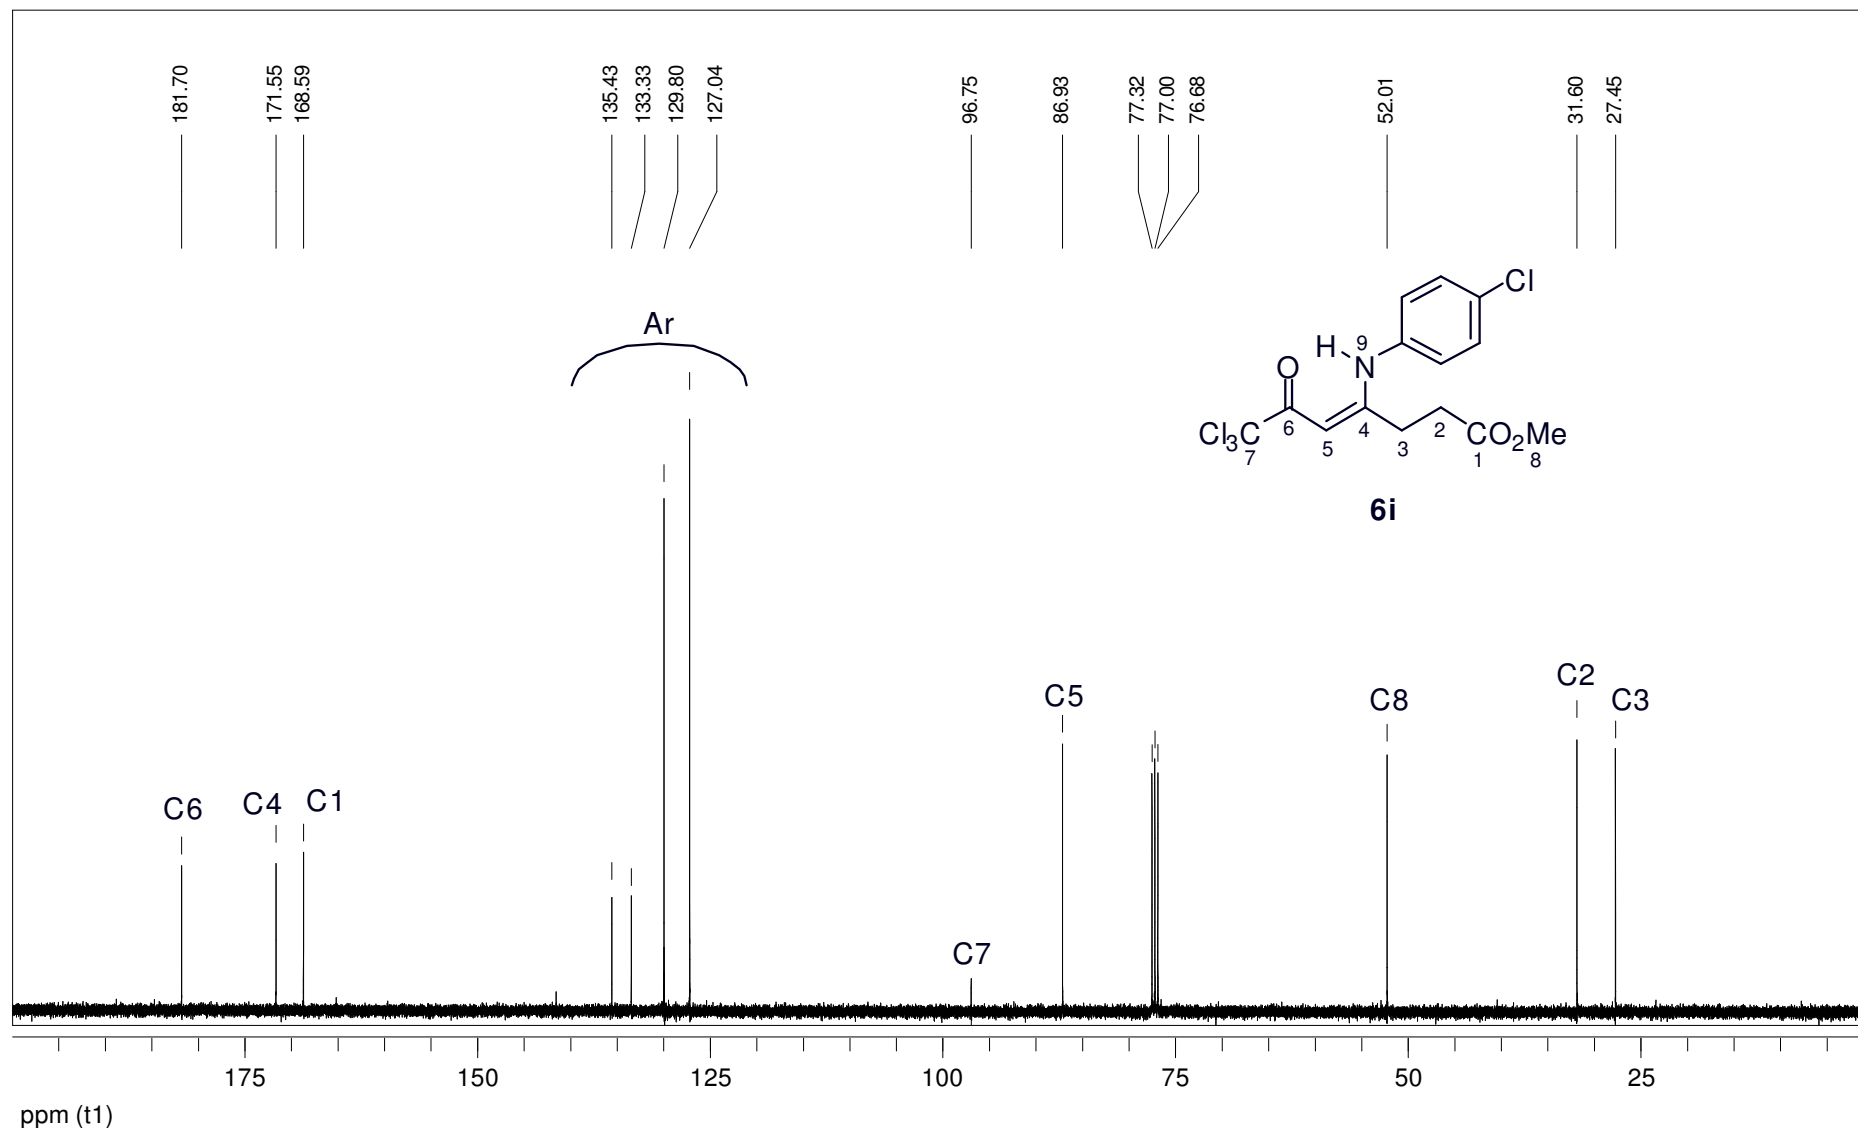 181.70
171.55
168.59
135.43
133.33
129.80
127.04
96.75
86.93
77.32
77.00
76.68
52.01
31.60
27.45
Cl
Ar
H 9
N
O
Cl3C 6 5 4 3 2 CO2Me
7 1 8
6i
C2
C5 C8 C3
C6 C4 C1
C7
175 150 125 100 75 50 25
ppm (t1)